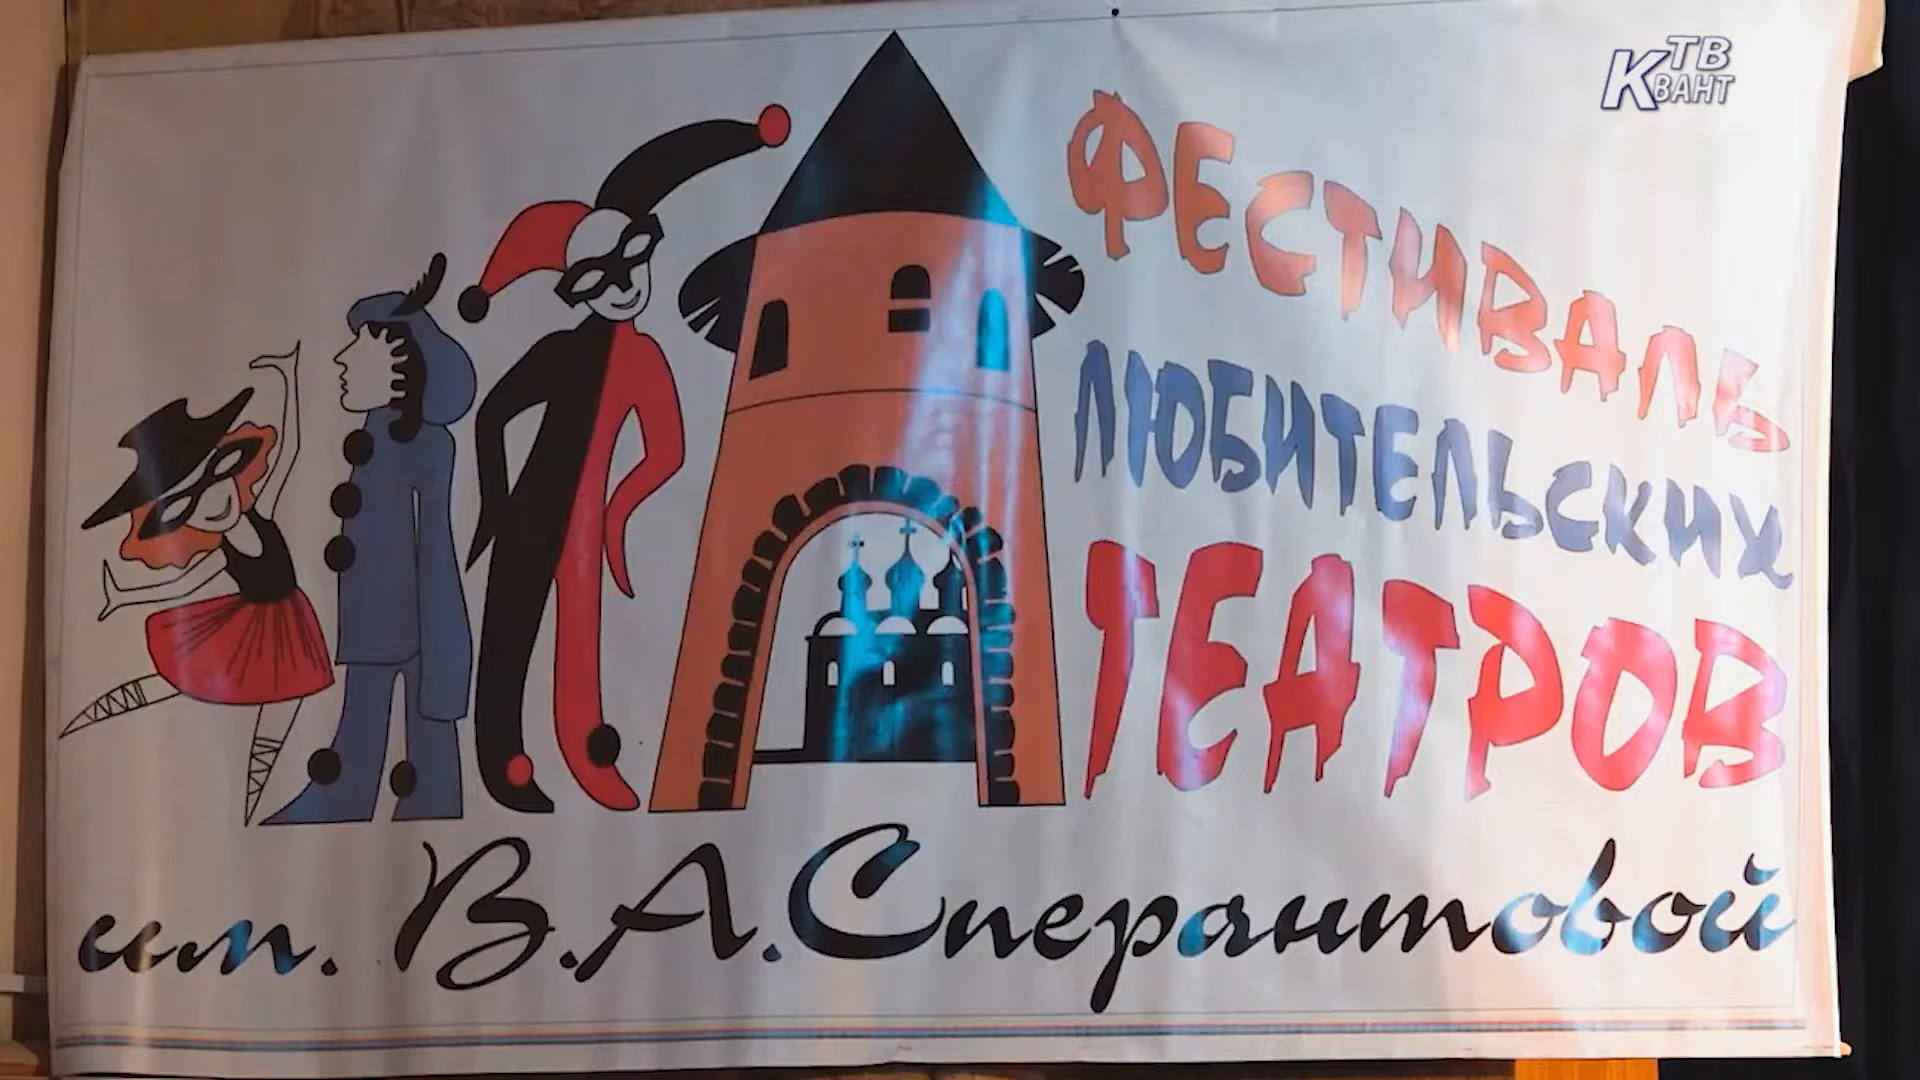 ТВ
КВАНТ
ФЕСТИВАЛЬ
ЛЮБИТЕЛЬСКИХ
ТЕАТРОВ
им. В.А.Сперантовой